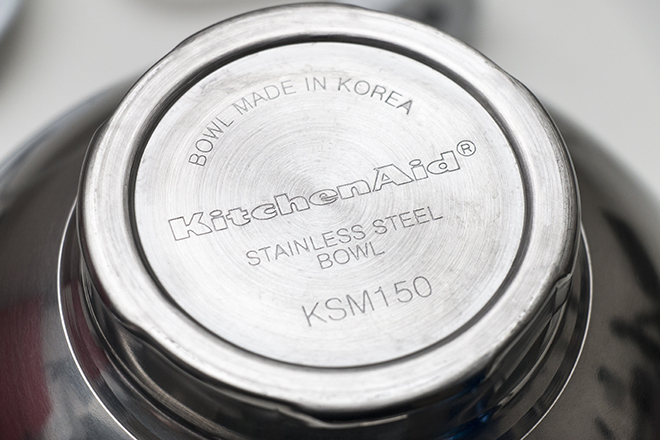 BOWL MADE IN KOREA
KitchenAid®
STAINLESS STEEL
BOWL
KSM150